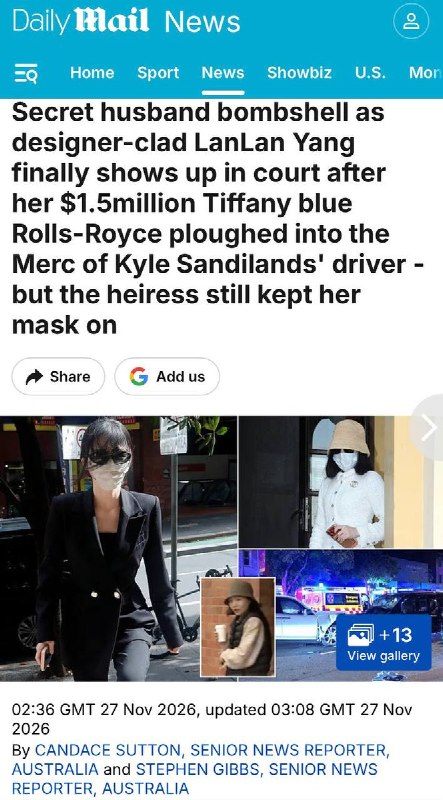 Daily Mail News
Home Sport News Showbiz U.S. Mor
Secret husband bombshell as
designer-clad LanLan Yang
finally shows up in court after
her $1.5million Tiffany blue
Rolls-Royce ploughed into the
Merc of Kyle Sandilands' driver -
but the heiress still kept her
mask on
Share
Add us
+13
View gallery
02:36 GMT 27 Nov 2026, updated 03:08 GMT 27 Nov
2026
By CANDACE SUTTON, SENIOR NEWS REPORTER,
AUSTRALIA and STEPHEN GIBBS, SENIOR NEWS
REPORTER, AUSTRALIA